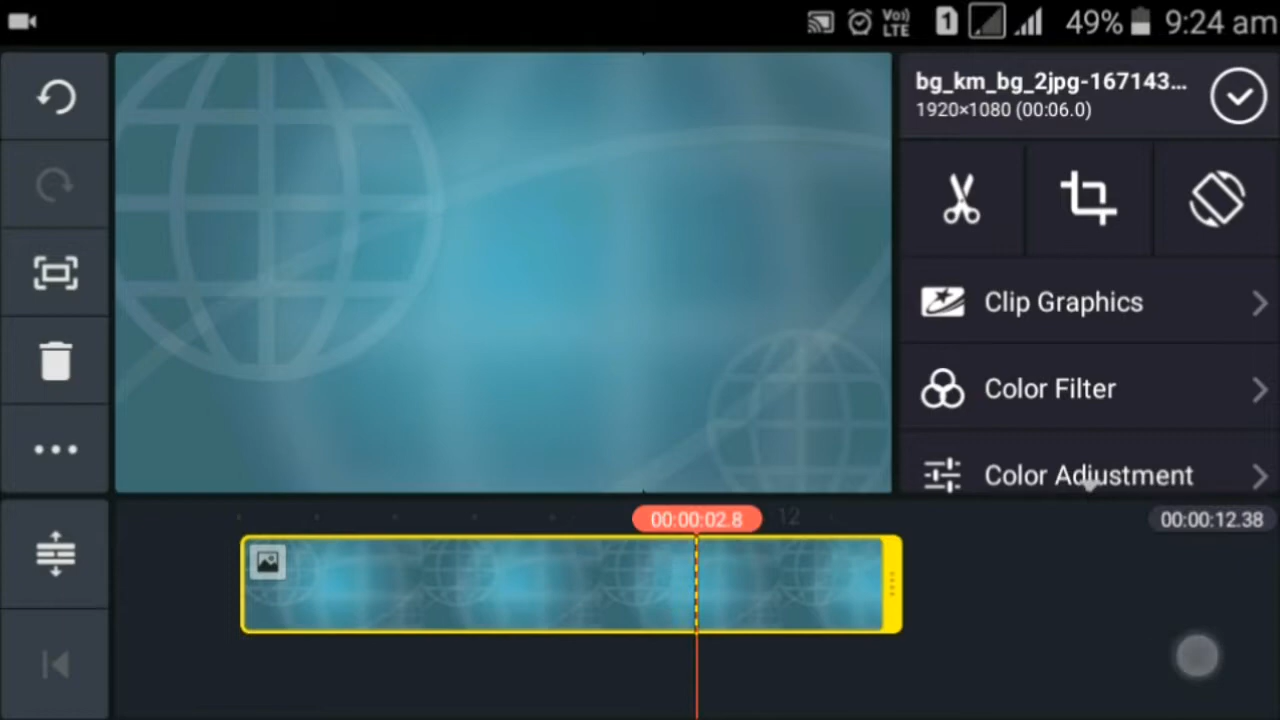 Vo))
LTE
1
49%
9:24 am
bg_km_bg_2jpg-167143...
1920×1080 (00:06.0)
Clip Graphics
Color Filter
Color Adjustment
00:00:02.8
12
00:00:12.38